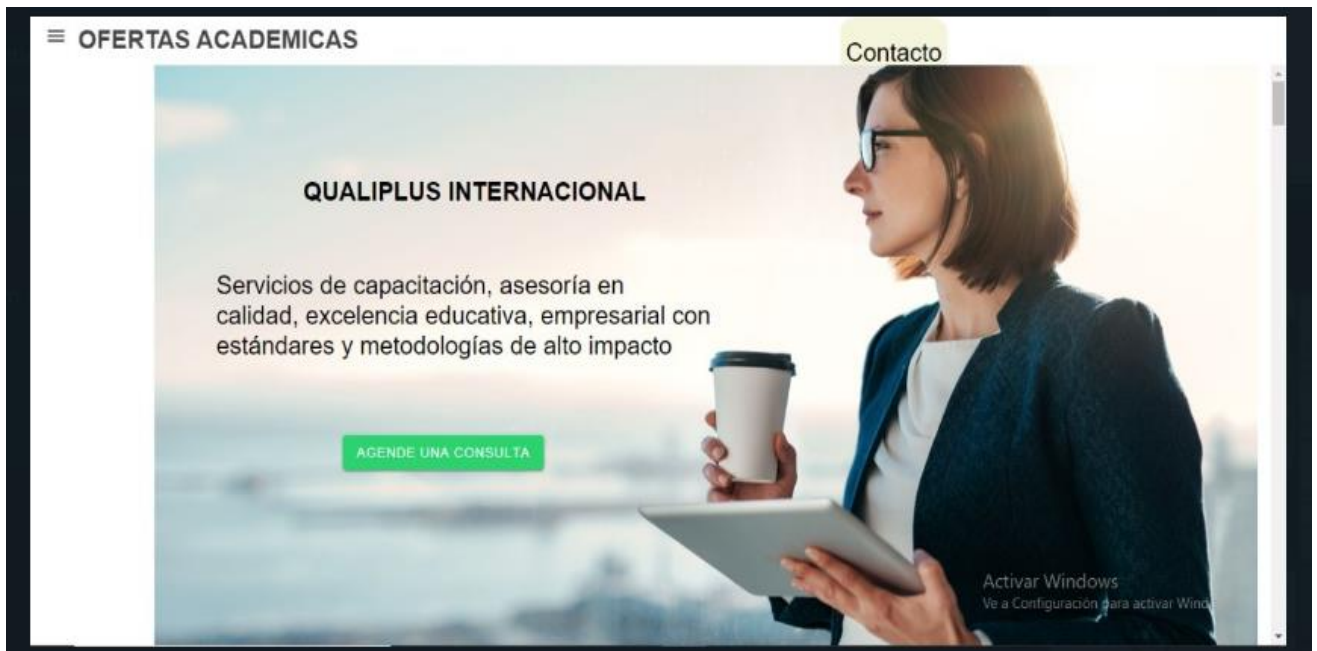 OFERTAS ACADEMICAS
Contacto
QUALIPLUS INTERNACIONAL
Servicios de capacitación, asesoría en
calidad, excelencia educativa, empresarial con
estándares y metodologías de alto impacto
AGENDE UNA CONSULTA
Activar Windows
Ve a Configuración para activar Wind